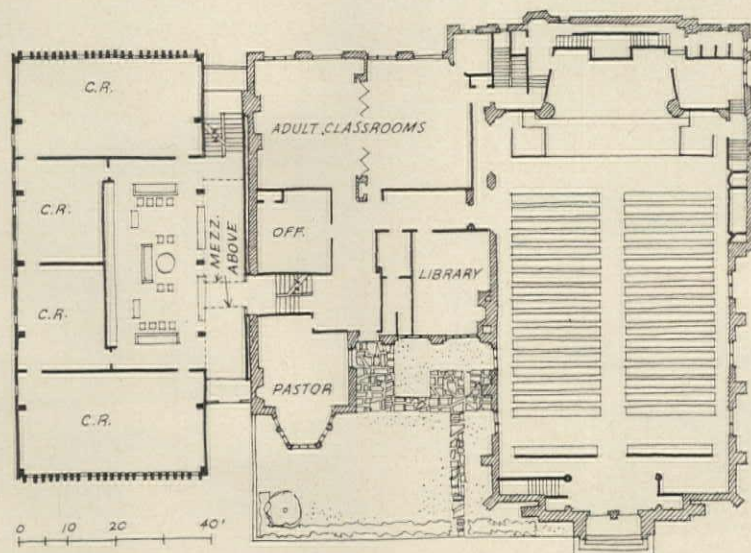 C.R.
ADULT CLASSROOMS
C.R.
OFF.
MEZZ.
ABOVE
LIBRARY
C.R.
PASTOR
C.R.
0 10 20 40'